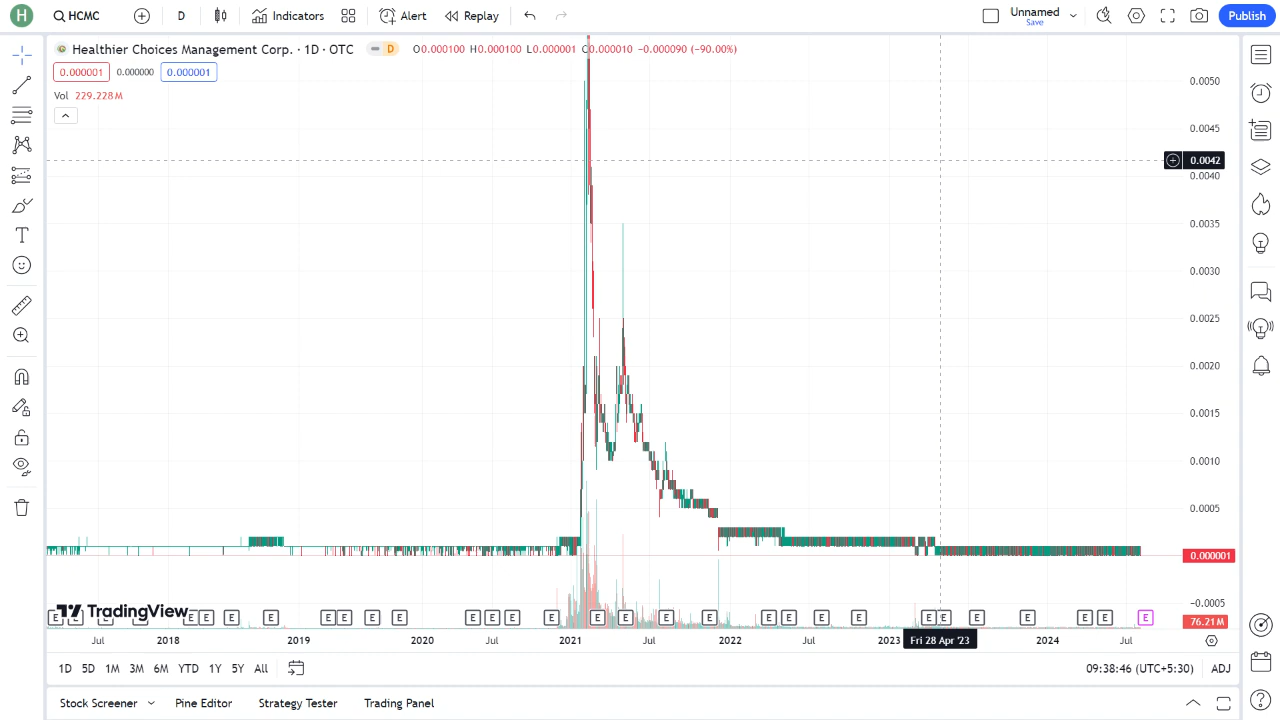 H HCMC D Indicators Alert Replay Unnamed Save Publish
Healthier Choices Management Corp. · 1D · OTC D O0.000100 H0.000100 L0.000001 C0.000010 −0.000090 (−90.00%)
0.000001 0.000000 0.000001
Vol 229.228M
0.0050
0.0045
0.0042
0.0040
0.0035
0.0030
0.0025
0.0020
0.0015
0.0010
0.0005
0.000001
−0.0005
E E E E E E E E E E E E E E E E E E E E E E E E E E E E
TradingView
76.21M
Jul 2018 2019 2020 Jul 2021 Jul 2022 Jul 2023 Fri 28 Apr '23 2024 Jul
1D 5D 1M 3M 6M YTD 1Y 5Y All 09:38:46 (UTC+5:30) ADJ
Stock Screener Pine Editor Strategy Tester Trading Panel